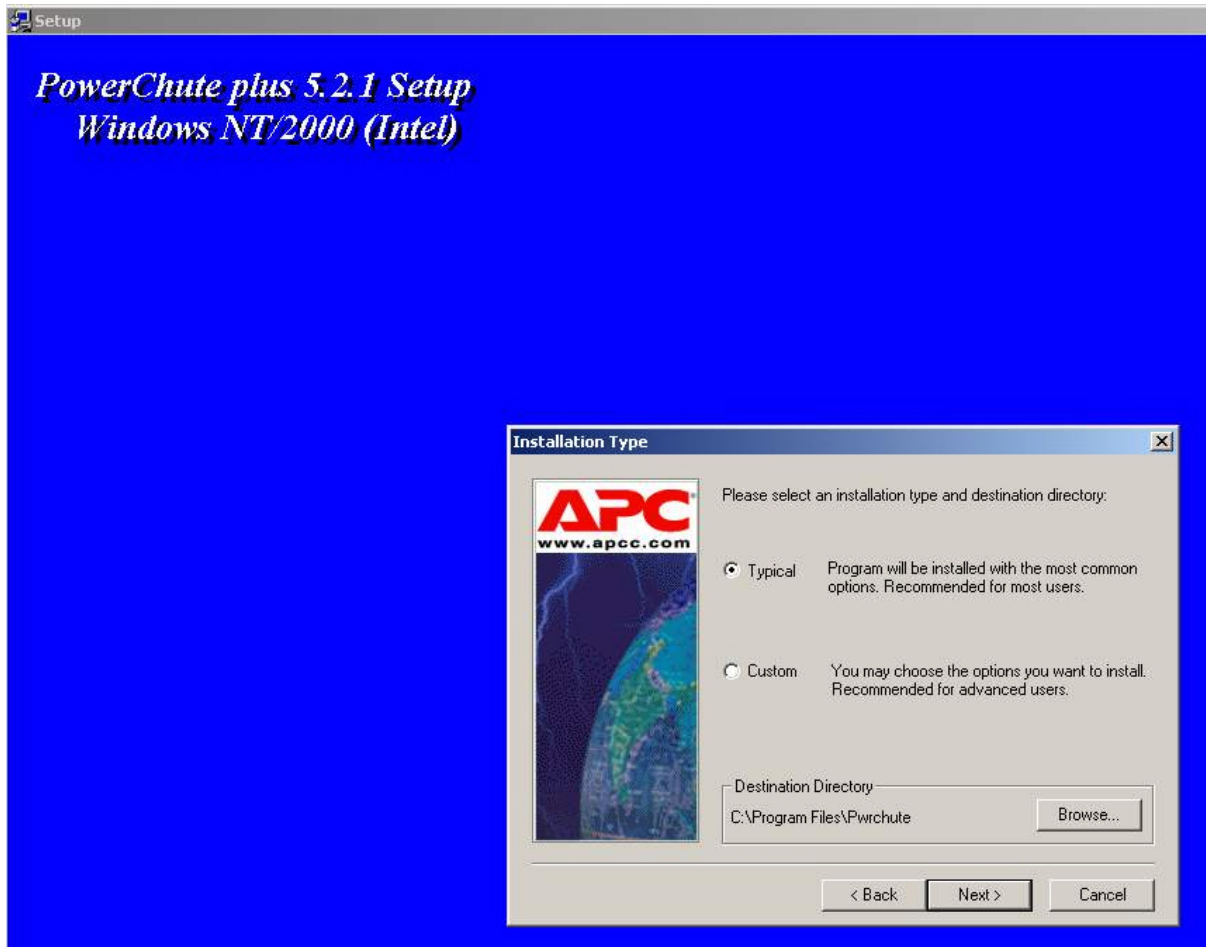 Setup
PowerChute plus 5.2.1 Setup
Windows NT/2000 (Intel)
Installation Type
APC
www.apcc.com
Please select an installation type and destination directory:
Typical
Program will be installed with the most common
options. Recommended for most users.
Custom
You may choose the options you want to install.
Recommended for advanced users.
Destination Directory
C:\Program Files\Pwrchute
Browse...
< Back
Next >
Cancel